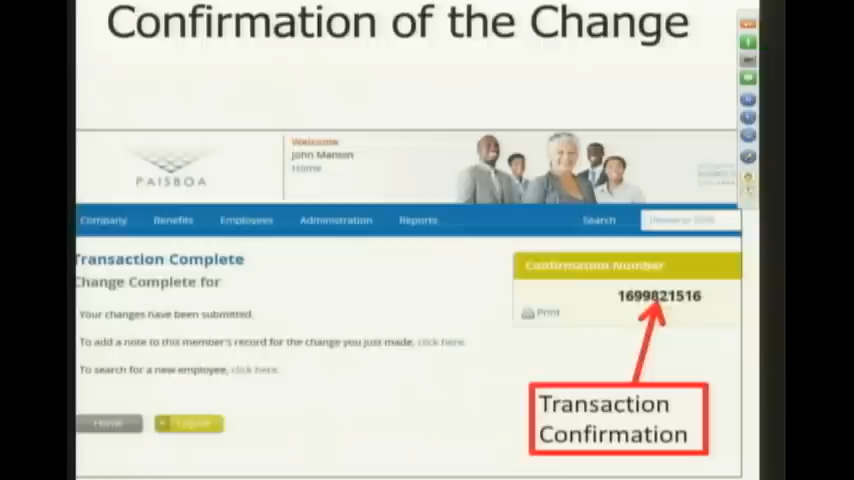 Confirmation of the Change
Welcome
John Manson
Home
PAISBOA
Company Benefits Employees Administration Reports Search
Transaction Complete
Confirmation Number
Change Complete for
1699821516
Your changes have been submitted.
Print
To add a note to this member's record for the change you just made, click here.
To search for a new employee, click here.
Transaction
Confirmation
Home